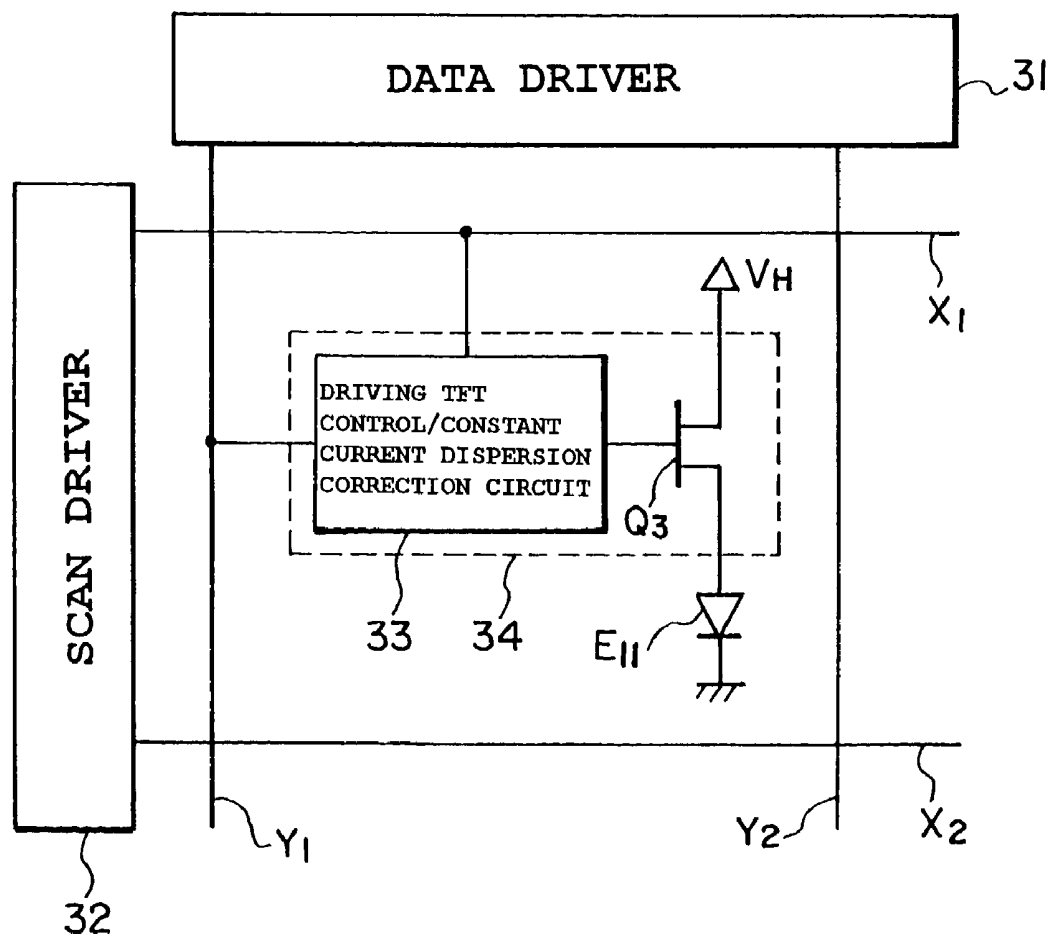 DATA DRIVER
31
SCAN DRIVER
X1
VH
DRIVING TFT
CONTROL/CONSTANT
CURRENT DISPERSION
CORRECTION CIRCUIT
Q3
33
34
E11
Y1
Y2
X2
32